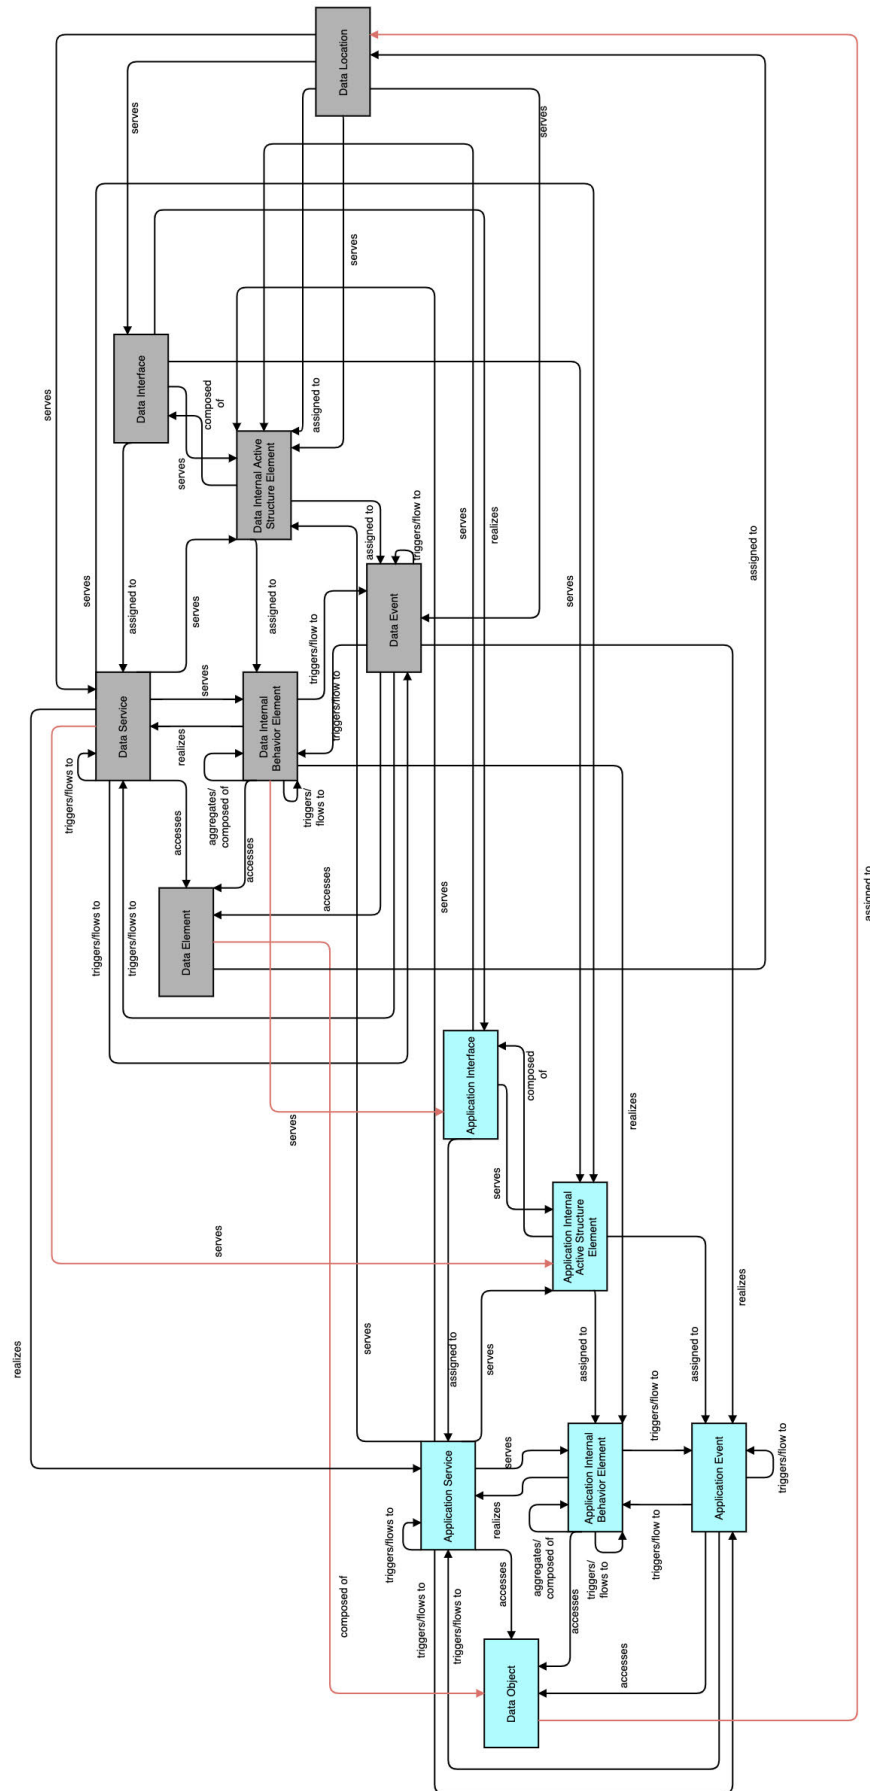 realizes
serves
triggers/flows to
serves
triggers/flows to
Data Service
triggers/flows to
assigned to
serves
Data Interface
accesses
realizes
serves
Data Element
serves
serves
serves
aggregates/
composed of
composed
of
accesses
Data Internal
Behavior Element
Data Internal Active
Structure Element
assigned to
serves
triggers/
flows to
triggers/flow to
assigned to
accesses
triggers/flow to
composed of
Data Location
serves
serves
assigned to
triggers/flows to
Data Event
triggers/flow to
triggers/flows to
serves
Application Service
assigned to
triggers/flows to
serves
Application Interface
serves
realizes
realizes
serves
accesses
serves
Data Object
composed
of
serves
aggregates/
composed of
serves
accesses
Application Internal
Active Structure
Element
assigned to
triggers/
flows to
Application Internal
Behavior Element
accesses
realizes
triggers/flow to
triggers/flow to
assigned to
Application Event
realizes
assigned to
triggers/flow to
assigned to